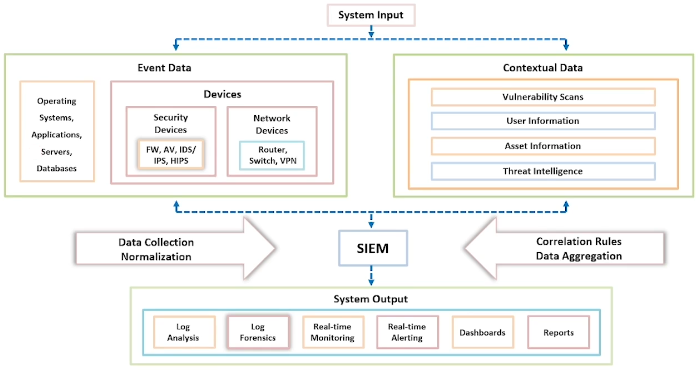 System Input
Event Data
Operating
Systems,
Applications,
Servers,
Databases
Devices
Security
Devices
FW, AV, IDS/
IPS, HIPS
Network
Devices
Router,
Switch, VPN
Contextual Data
Vulnerability Scans
User Information
Asset Information
Threat Intelligence
Data Collection
Normalization
SIEM
Correlation Rules
Data Aggregation
System Output
Log
Analysis
Log
Forensics
Real-time
Monitoring
Real-time
Alerting
Dashboards
Reports